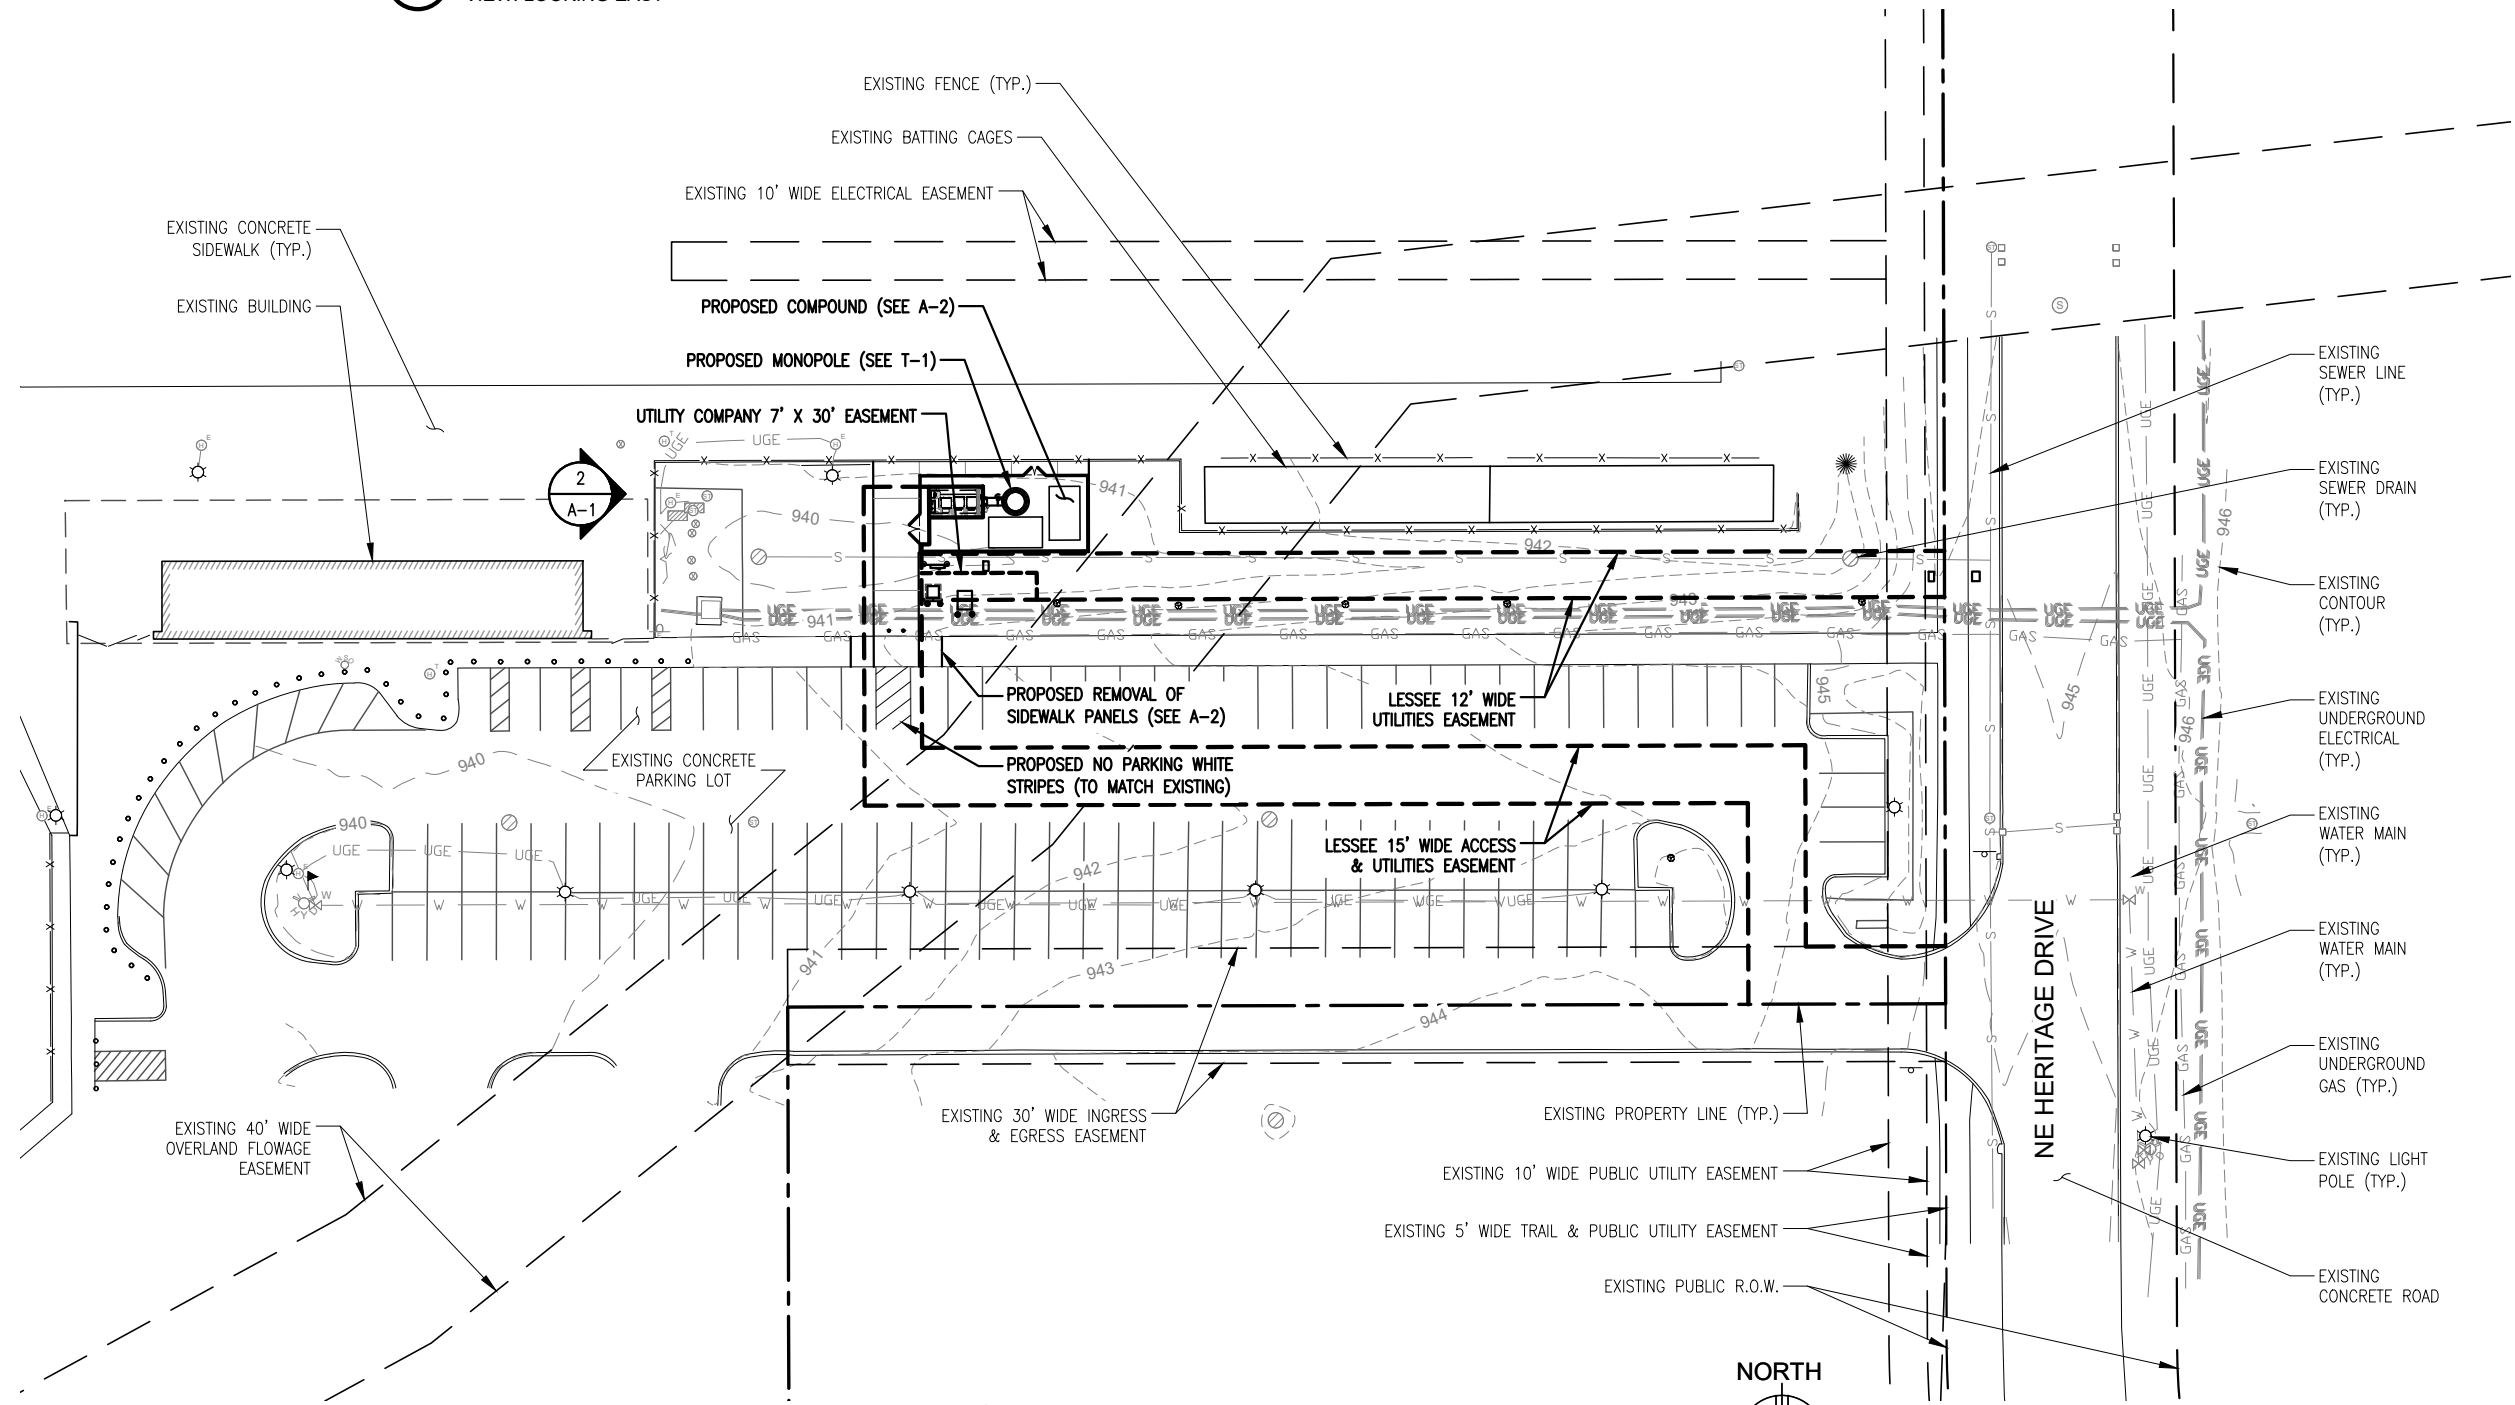 EXISTING FENCE (TYP.)
EXISTING BATTING CAGES
EXISTING 10' WIDE ELECTRICAL EASEMENT
EXISTING CONCRETE
SIDEWALK (TYP.)
EXISTING BUILDING
PROPOSED COMPOUND (SEE A-2)
PROPOSED MONOPOLE (SEE T-1)
UTILITY COMPANY 7' X 30' EASEMENT
2
A-1
UGE
UGE
940
941
941
942
943
EXISTING
SEWER LINE
(TYP.)
EXISTING
SEWER DRAIN
(TYP.)
946
EXISTING
CONTOUR
(TYP.)
PROPOSED REMOVAL OF
SIDEWALK PANELS (SEE A-2)
LESSEE 12' WIDE
UTILITIES EASEMENT
945
945
946
EXISTING
UNDERGROUND
ELECTRICAL
(TYP.)
940
EXISTING CONCRETE
PARKING LOT
PROPOSED NO PARKING WHITE
STRIPES (TO MATCH EXISTING)
940
LESSEE 15' WIDE ACCESS
& UTILITIES EASEMENT
EXISTING
WATER MAIN
(TYP.)
942
941
943
944
NE HERITAGE DRIVE
EXISTING
WATER MAIN
(TYP.)
EXISTING
UNDERGROUND
GAS (TYP.)
EXISTING 40' WIDE
OVERLAND FLOWAGE
EASEMENT
EXISTING 30' WIDE INGRESS
& EGRESS EASEMENT
EXISTING PROPERTY LINE (TYP.)
EXISTING 10' WIDE PUBLIC UTILITY EASEMENT
EXISTING LIGHT
POLE (TYP.)
EXISTING 5' WIDE TRAIL & PUBLIC UTILITY EASEMENT
EXISTING PUBLIC R.O.W.
EXISTING
CONCRETE ROAD
NORTH